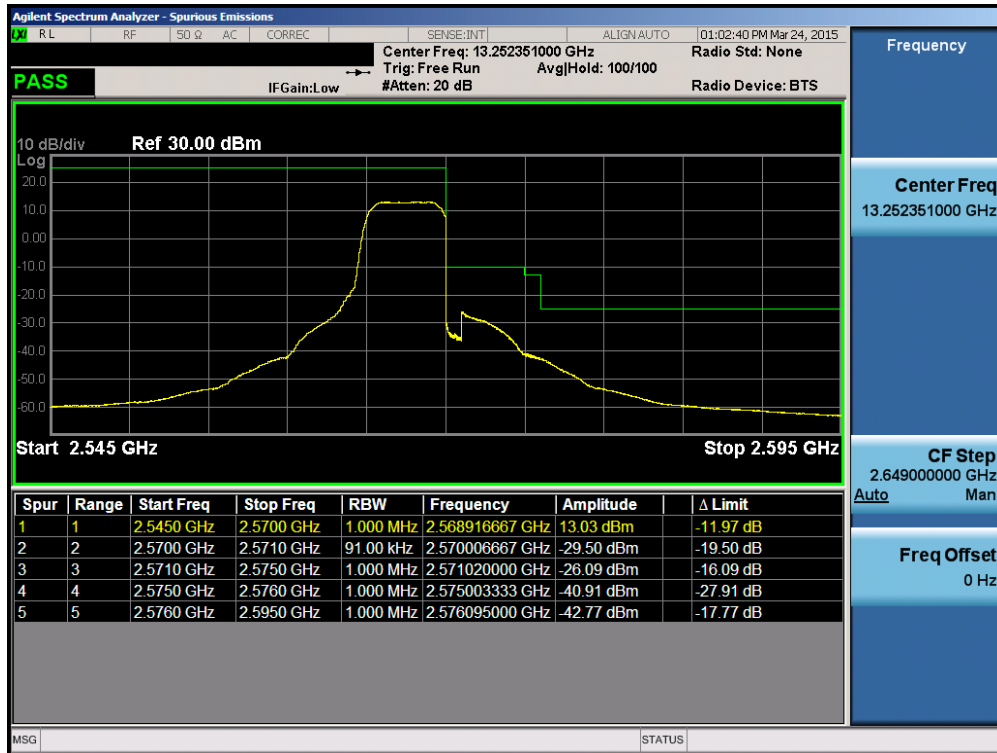 Agilent Spectrum Analyzer - Spurious Emissions
LXI RL RF 50 Ω AC CORREC SENSE:INT ALIGN AUTO 01:02:40 PM Mar 24, 2015
Center Freq: 13.252351000 GHz Radio Std: None
Trig: Free Run Avg|Hold: 100/100
PASS IFGain:Low #Atten: 20 dB Radio Device: BTS
10 dB/div Ref 30.00 dBm
Log
20.0
10.0
0.00
-10.0
-20.0
-30.0
-40.0
-50.0
-60.0
Start 2.545 GHz Stop 2.595 GHz
Spur Range Start Freq Stop Freq RBW Frequency Amplitude Δ Limit
1 1 2.5450 GHz 2.5700 GHz 1.000 MHz 2.568916667 GHz 13.03 dBm -11.97 dB
2 2 2.5700 GHz 2.5710 GHz 91.00 kHz 2.570006667 GHz -29.50 dBm -19.50 dB
3 3 2.5710 GHz 2.5750 GHz 1.000 MHz 2.571020000 GHz -26.09 dBm -16.09 dB
4 4 2.5750 GHz 2.5760 GHz 1.000 MHz 2.575003333 GHz -40.91 dBm -27.91 dB
5 5 2.5760 GHz 2.5950 GHz 1.000 MHz 2.576095000 GHz -42.77 dBm -17.77 dB
MSG STATUS
Frequency
Center Freq
13.252351000 GHz
CF Step
2.649000000 GHz
Auto Man
Freq Offset
0 Hz